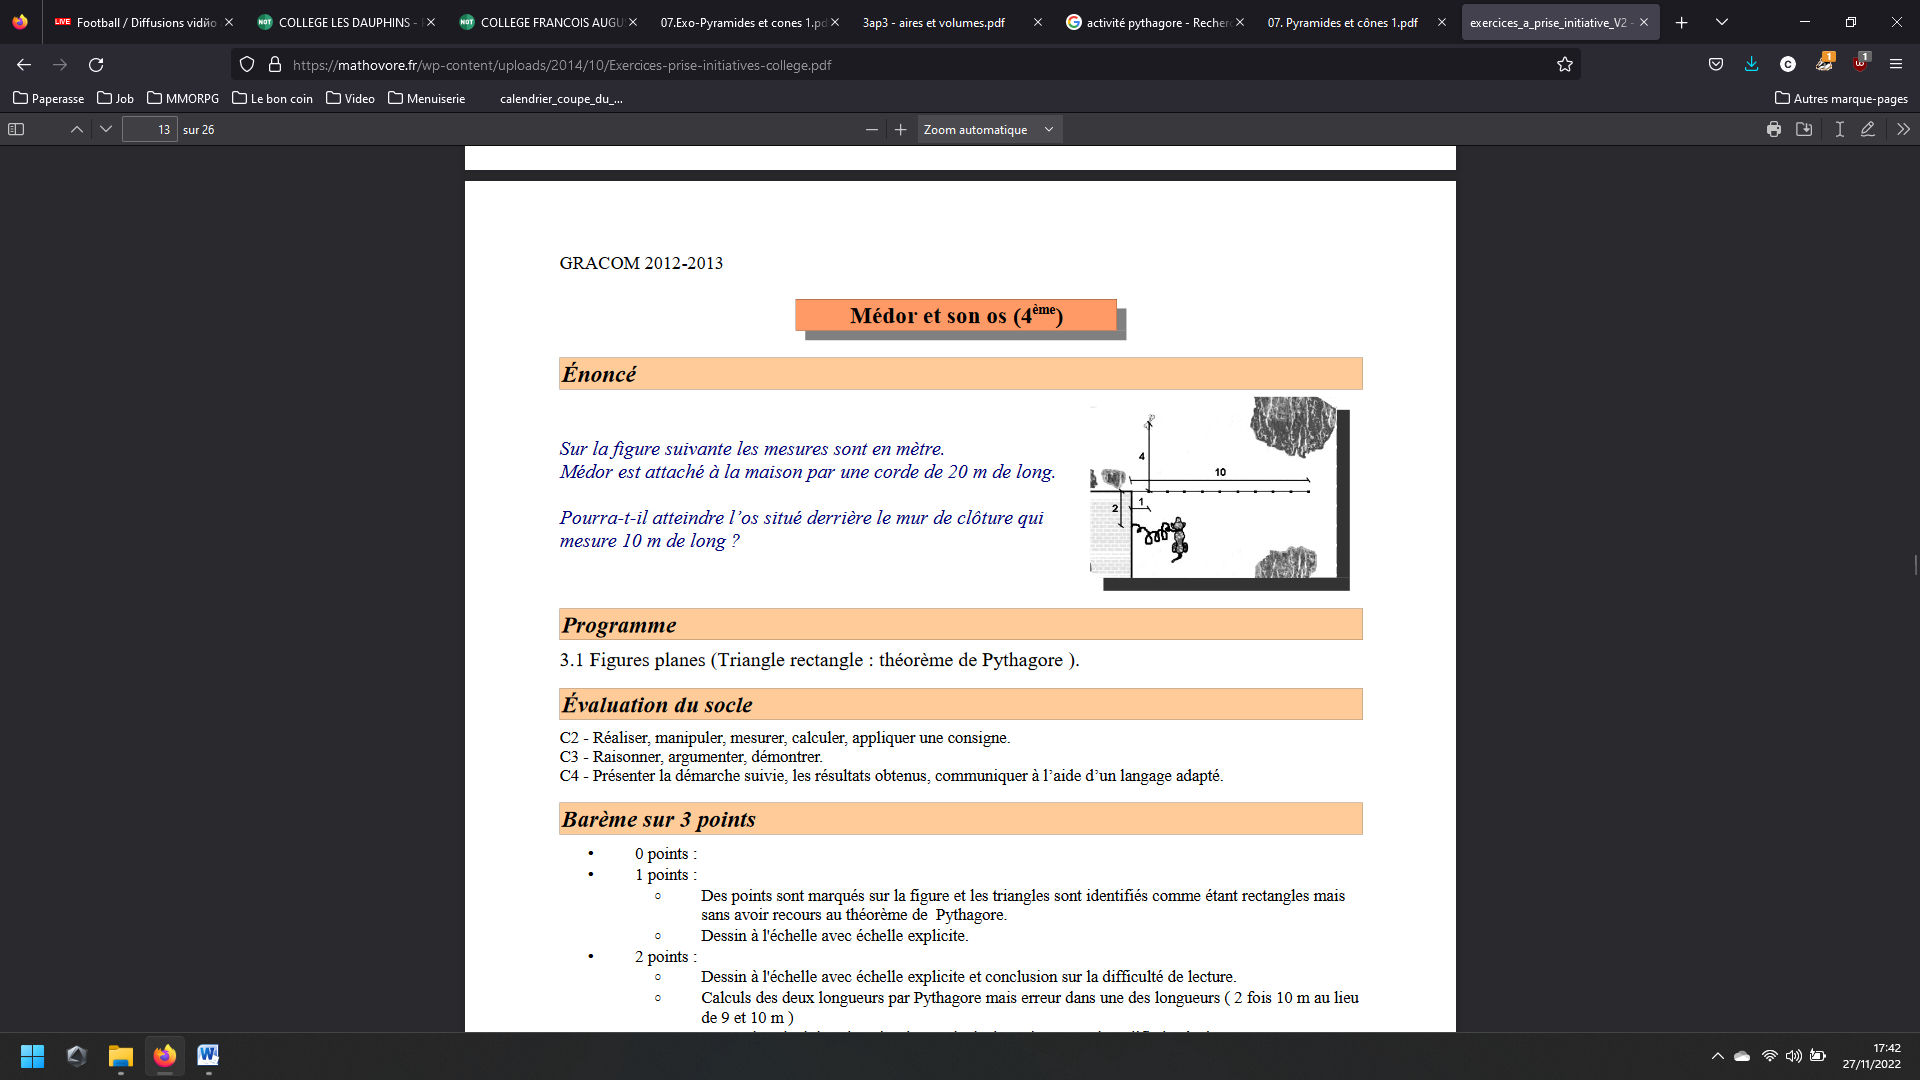 Football / Diffusions vidéo
COLLEGE LES DAUPHINS -
COLLEGE FRANCOIS AUGU
07.Exo-Pyramides et cones 1.pd
3ap3 - aires et volumes.pdf
activité pythagore - Recher
07. Pyramides et cônes 1.pdf
exercices_a_prise_initiative_V2 -
https://mathovore.fr/wp-content/uploads/2014/10/Exercices-prise-initiatives-college.pdf
1
1
Paperasse
Job
MMORPG
Le bon coin
Video
Menuiserie
calendrier_coupe_du_...
Autres marque-pages
13 sur 26
Zoom automatique
GRACOM 2012-2013
Médor et son os (4ème)
Énoncé
Sur la figure suivante les mesures sont en mètre.
Médor est attaché à la maison par une corde de 20 m de long.
Pourra-t-il atteindre l’os situé derrière le mur de clôture qui
mesure 10 m de long ?
4
10
2
1
Programme
3.1 Figures planes (Triangle rectangle : théorème de Pythagore ).
Évaluation du socle
C2 - Réaliser, manipuler, mesurer, calculer, appliquer une consigne.
C3 - Raisonner, argumenter, démontrer.
C4 - Présenter la démarche suivie, les résultats obtenus, communiquer à l’aide d’un langage adapté.
Barème sur 3 points
• 0 points :
• 1 points :
○ Des points sont marqués sur la figure et les triangles sont identifiés comme étant rectangles mais
sans avoir recours au théorème de Pythagore.
○ Dessin à l'échelle avec échelle explicite.
• 2 points :
○ Dessin à l'échelle avec échelle explicite et conclusion sur la difficulté de lecture.
○ Calculs des deux longueurs par Pythagore mais erreur dans une des longueurs ( 2 fois 10 m au lieu
de 9 et 10 m )
17:42
27/11/2022